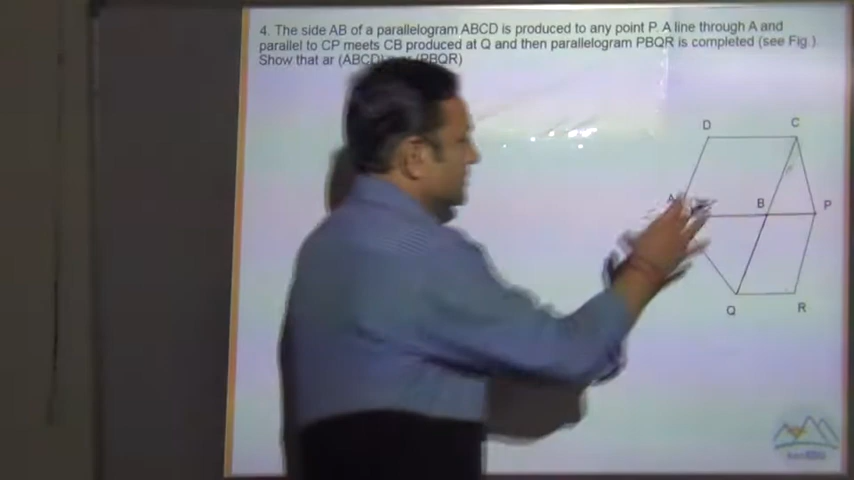 4. The side AB of a parallelogram ABCD is produced to any point P. A line through A and
parallel to CP meets CB produced at Q and then parallelogram PBQR is completed (see Fig.)
Show that ar (ABCD) (PBQR)
D C
A B P
Q R